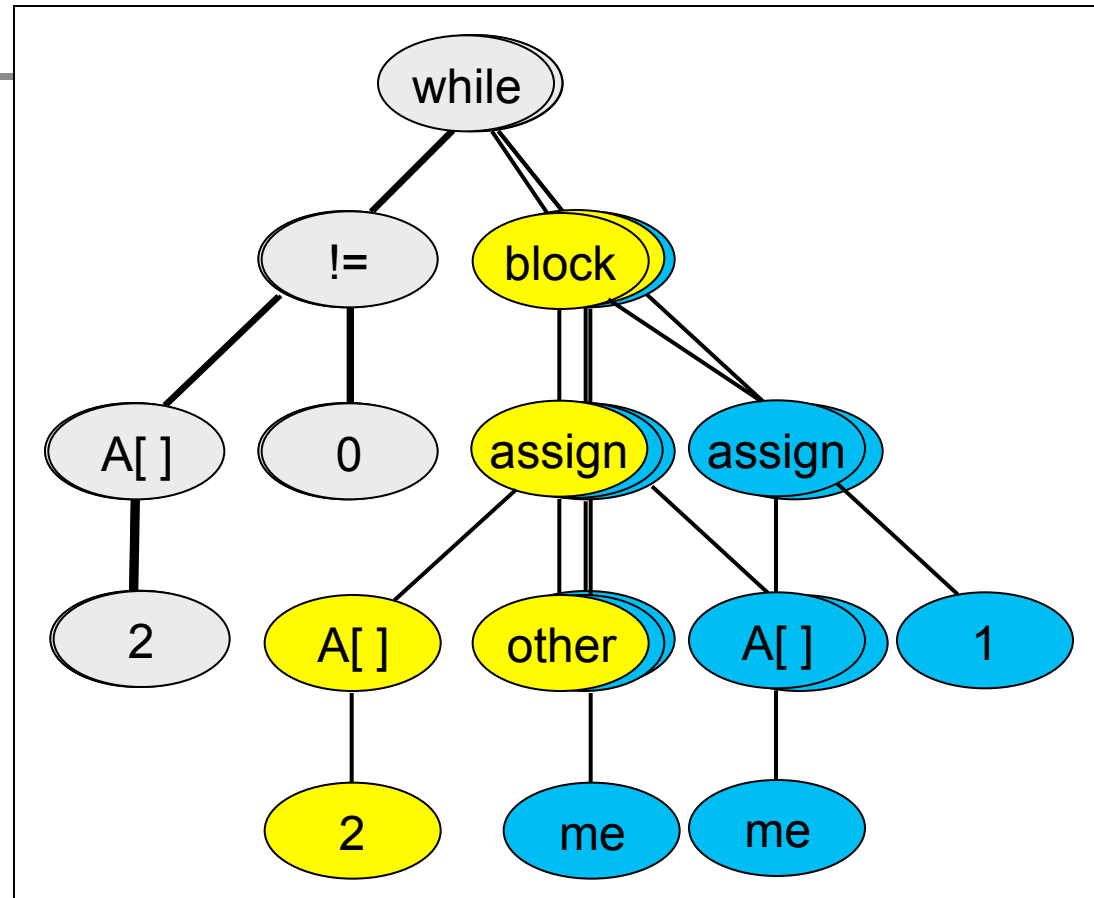 while
!=
block
A[ ]
0
assign
assign
2
A[ ]
other
A[ ]
1
2
me
me